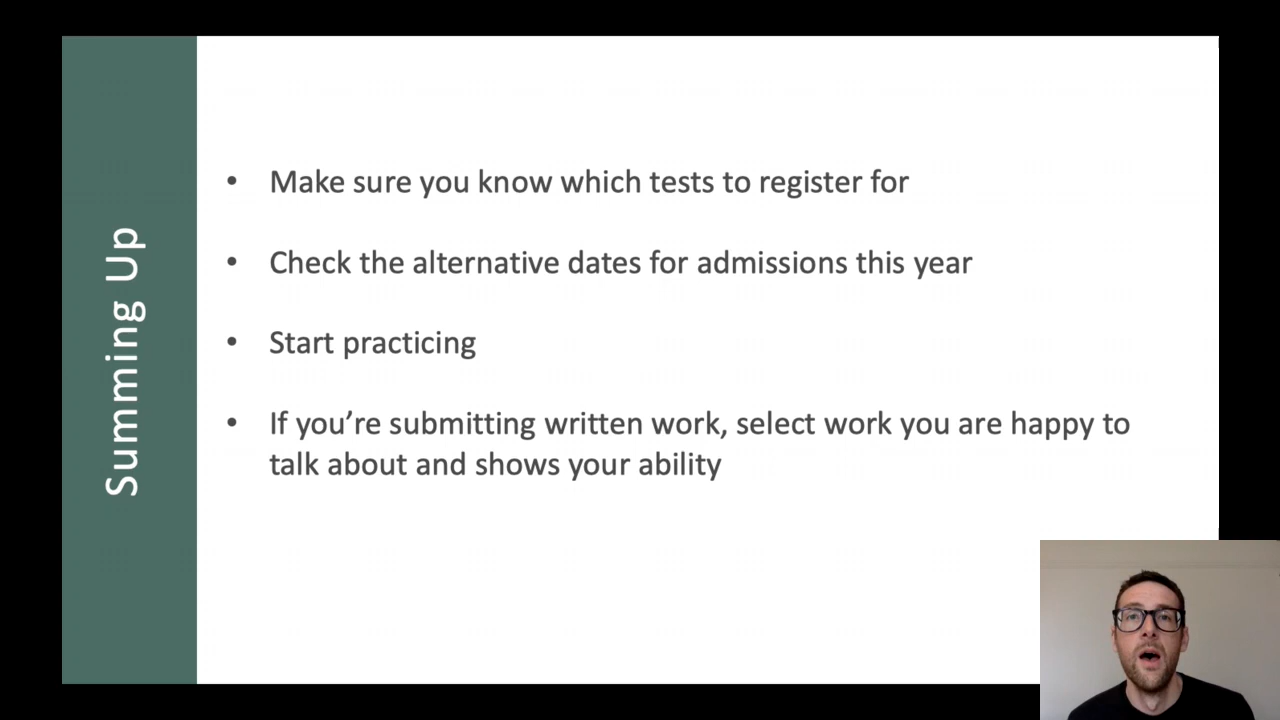 Summing Up
• Make sure you know which tests to register for
• Check the alternative dates for admissions this year
• Start practicing
• If you’re submitting written work, select work you are happy to
talk about and shows your ability